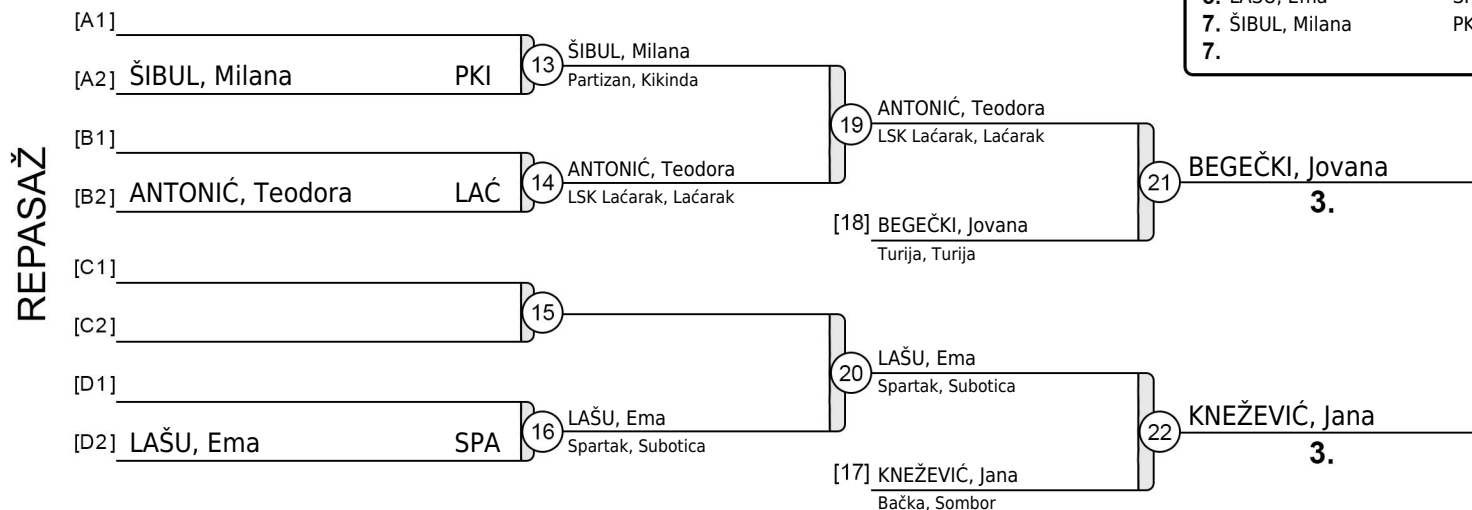 5. LAŠU, Ema
7. ŠIBUL, Milana PK
7.
REPASAŽ
[A1]
[A2] ŠIBUL, Milana PKI
13
ŠIBUL, Milana
Partizan, Kikinda
[B1]
[B2] ANTONIĆ, Teodora LAĆ
14
ANTONIĆ, Teodora
LSK Laćarak, Laćarak
19
ANTONIĆ, Teodora
LSK Laćarak, Laćarak
[18] BEGEČKI, Jovana
Turija, Turija
21
BEGEČKI, Jovana
3.
[C1]
[C2]
15
[D1]
[D2] LAŠU, Ema SPA
16
LAŠU, Ema
Spartak, Subotica
20
LAŠU, Ema
Spartak, Subotica
[17] KNEŽEVIĆ, Jana
Bačka, Sombor
22
KNEŽEVIĆ, Jana
3.